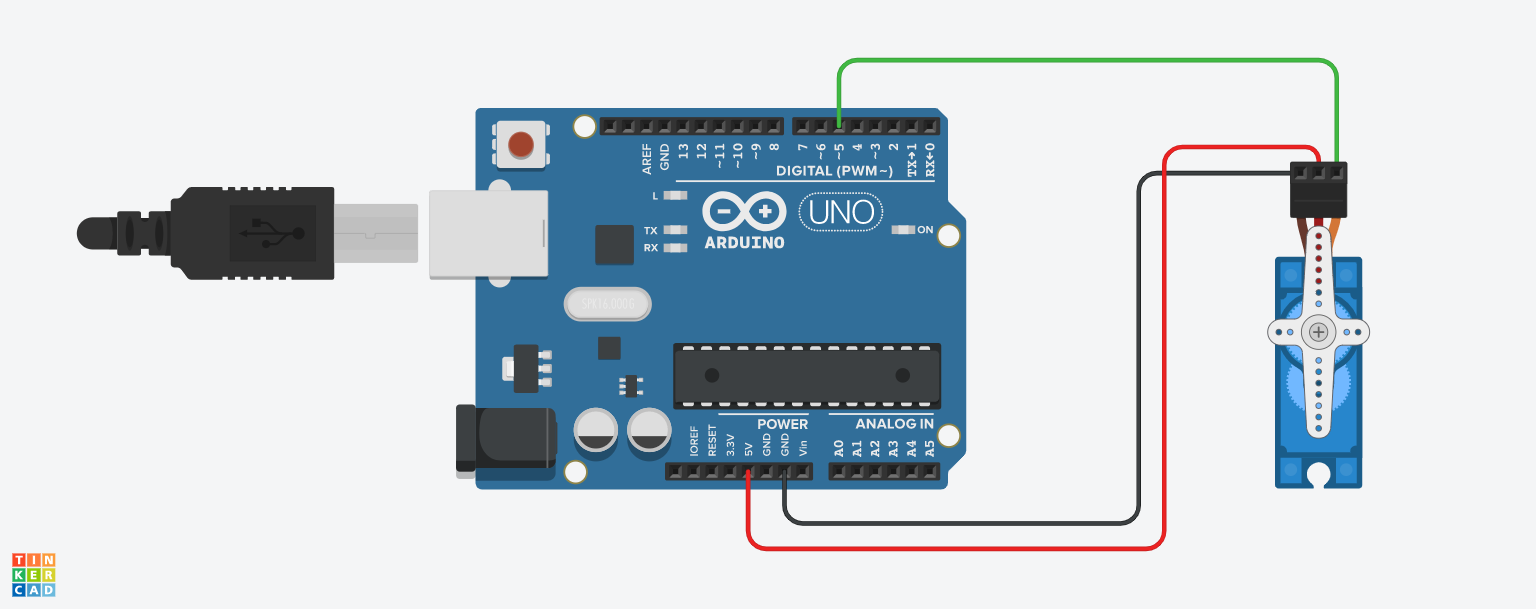 AREF
GND
13
12
~11
~10
~9
8
7
~6
~5
4
~3
2
TX→1
RX←0
DIGITAL (PWM~)
L
TX
RX
ARDUINO
UNO
ON
SPK16.000G
POWER
ANALOG IN
IOREF
RESET
3.3V
5V
GND
GND
Vin
A0
A1
A2
A3
A4
A5
TIN
KER
CAD